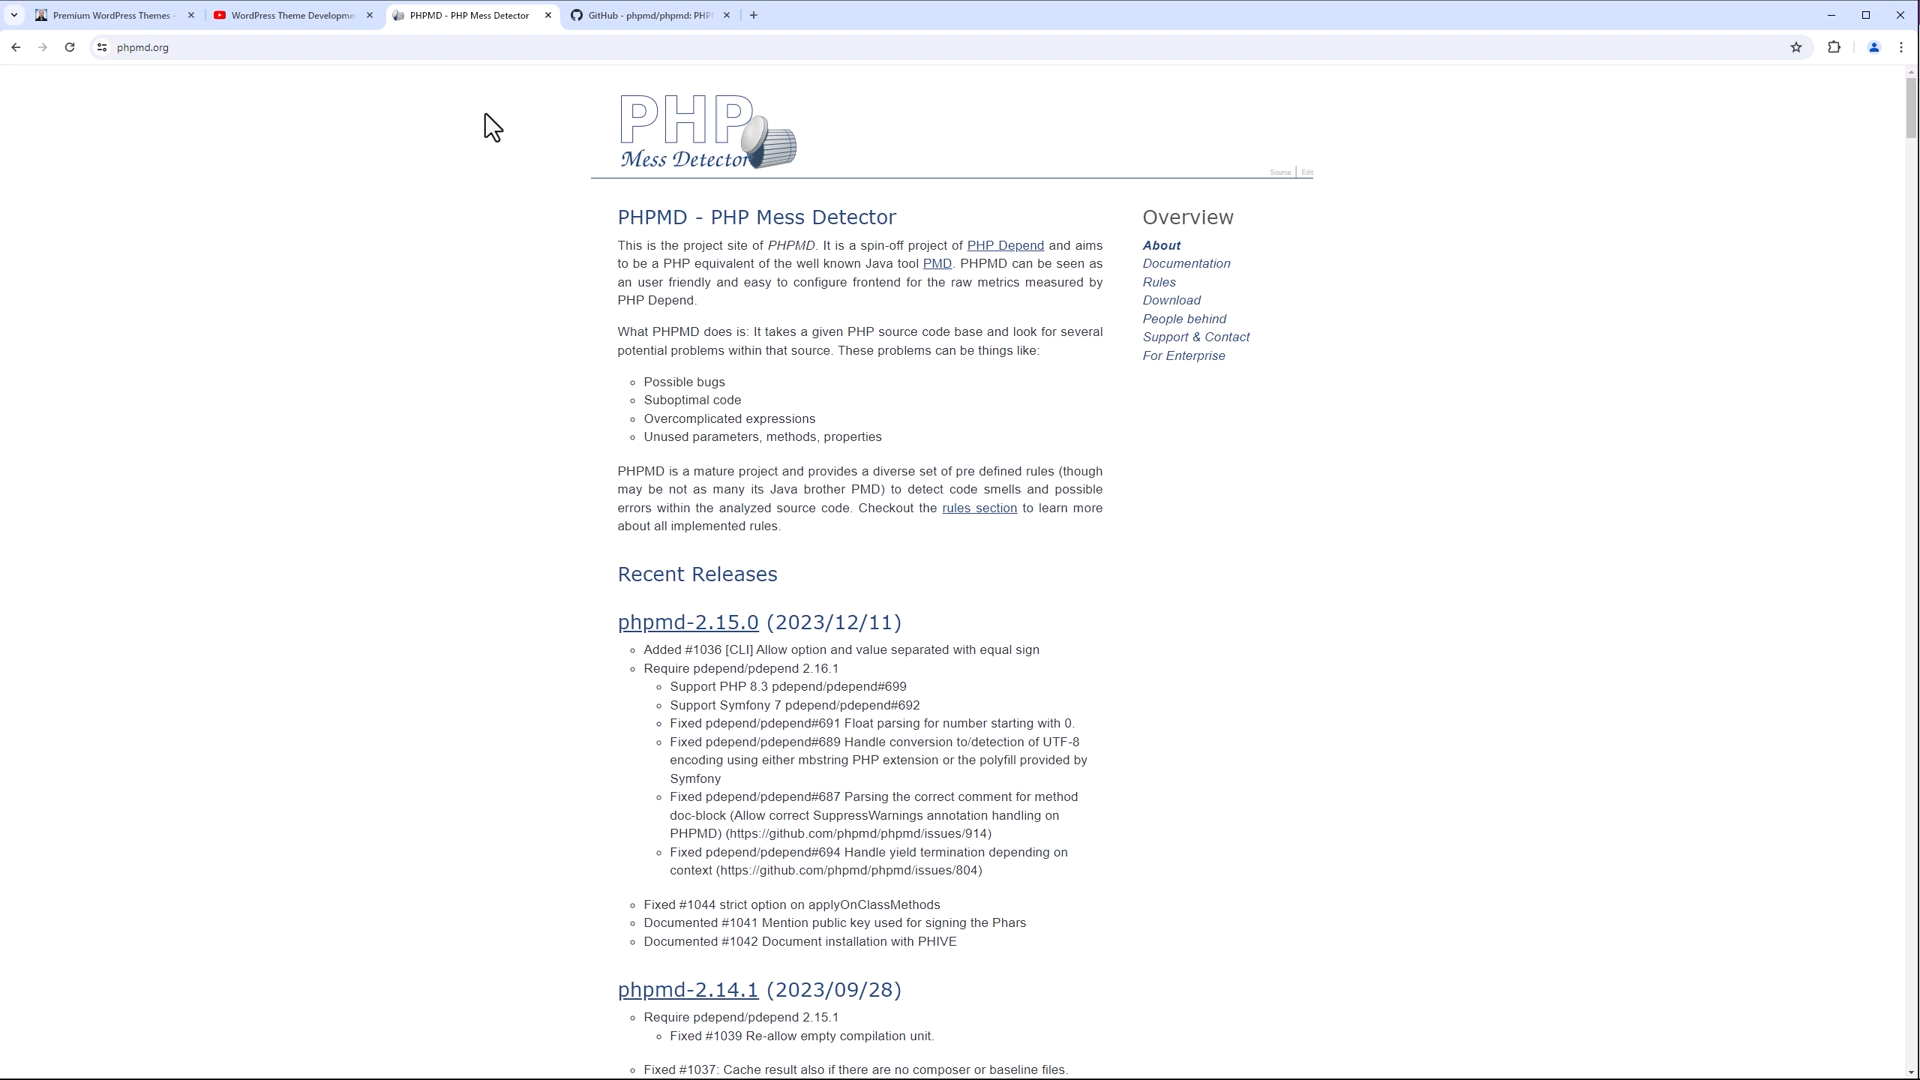 Premium WordPress Themes -
WordPress Theme Developme
PHPMD - PHP Mess Detector
GitHub - phpmd/phpmd: PHP
phpmd.org
PHP
Mess Detector
Source | Edit
PHPMD - PHP Mess Detector
This is the project site of PHPMD. It is a spin-off project of PHP Depend and aims
to be a PHP equivalent of the well known Java tool PMD. PHPMD can be seen as
an user friendly and easy to configure frontend for the raw metrics measured by
PHP Depend.
What PHPMD does is: It takes a given PHP source code base and look for several
potential problems within that source. These problems can be things like:
Possible bugs
Suboptimal code
Overcomplicated expressions
Unused parameters, methods, properties
PHPMD is a mature project and provides a diverse set of pre defined rules (though
may be not as many its Java brother PMD) to detect code smells and possible
errors within the analyzed source code. Checkout the rules section to learn more
about all implemented rules.
Recent Releases
phpmd-2.15.0 (2023/12/11)
Added #1036 [CLI] Allow option and value separated with equal sign
Require pdepend/pdepend 2.16.1
Support PHP 8.3 pdepend/pdepend#699
Support Symfony 7 pdepend/pdepend#692
Fixed pdepend/pdepend#691 Float parsing for number starting with 0.
Fixed pdepend/pdepend#689 Handle conversion to/detection of UTF-8
encoding using either mbstring PHP extension or the polyfill provided by
Symfony
Fixed pdepend/pdepend#687 Parsing the correct comment for method
doc-block (Allow correct SuppressWarnings annotation handling on
PHPMD) (https://github.com/phpmd/phpmd/issues/914)
Fixed pdepend/pdepend#694 Handle yield termination depending on
context (https://github.com/phpmd/phpmd/issues/804)
Fixed #1044 strict option on applyOnClassMethods
Documented #1041 Mention public key used for signing the Phars
Documented #1042 Document installation with PHIVE
phpmd-2.14.1 (2023/09/28)
Require pdepend/pdepend 2.15.1
Fixed #1039 Re-allow empty compilation unit.
Fixed #1037: Cache result also if there are no composer or baseline files.
Overview
About
Documentation
Rules
Download
People behind
Support & Contact
For Enterprise